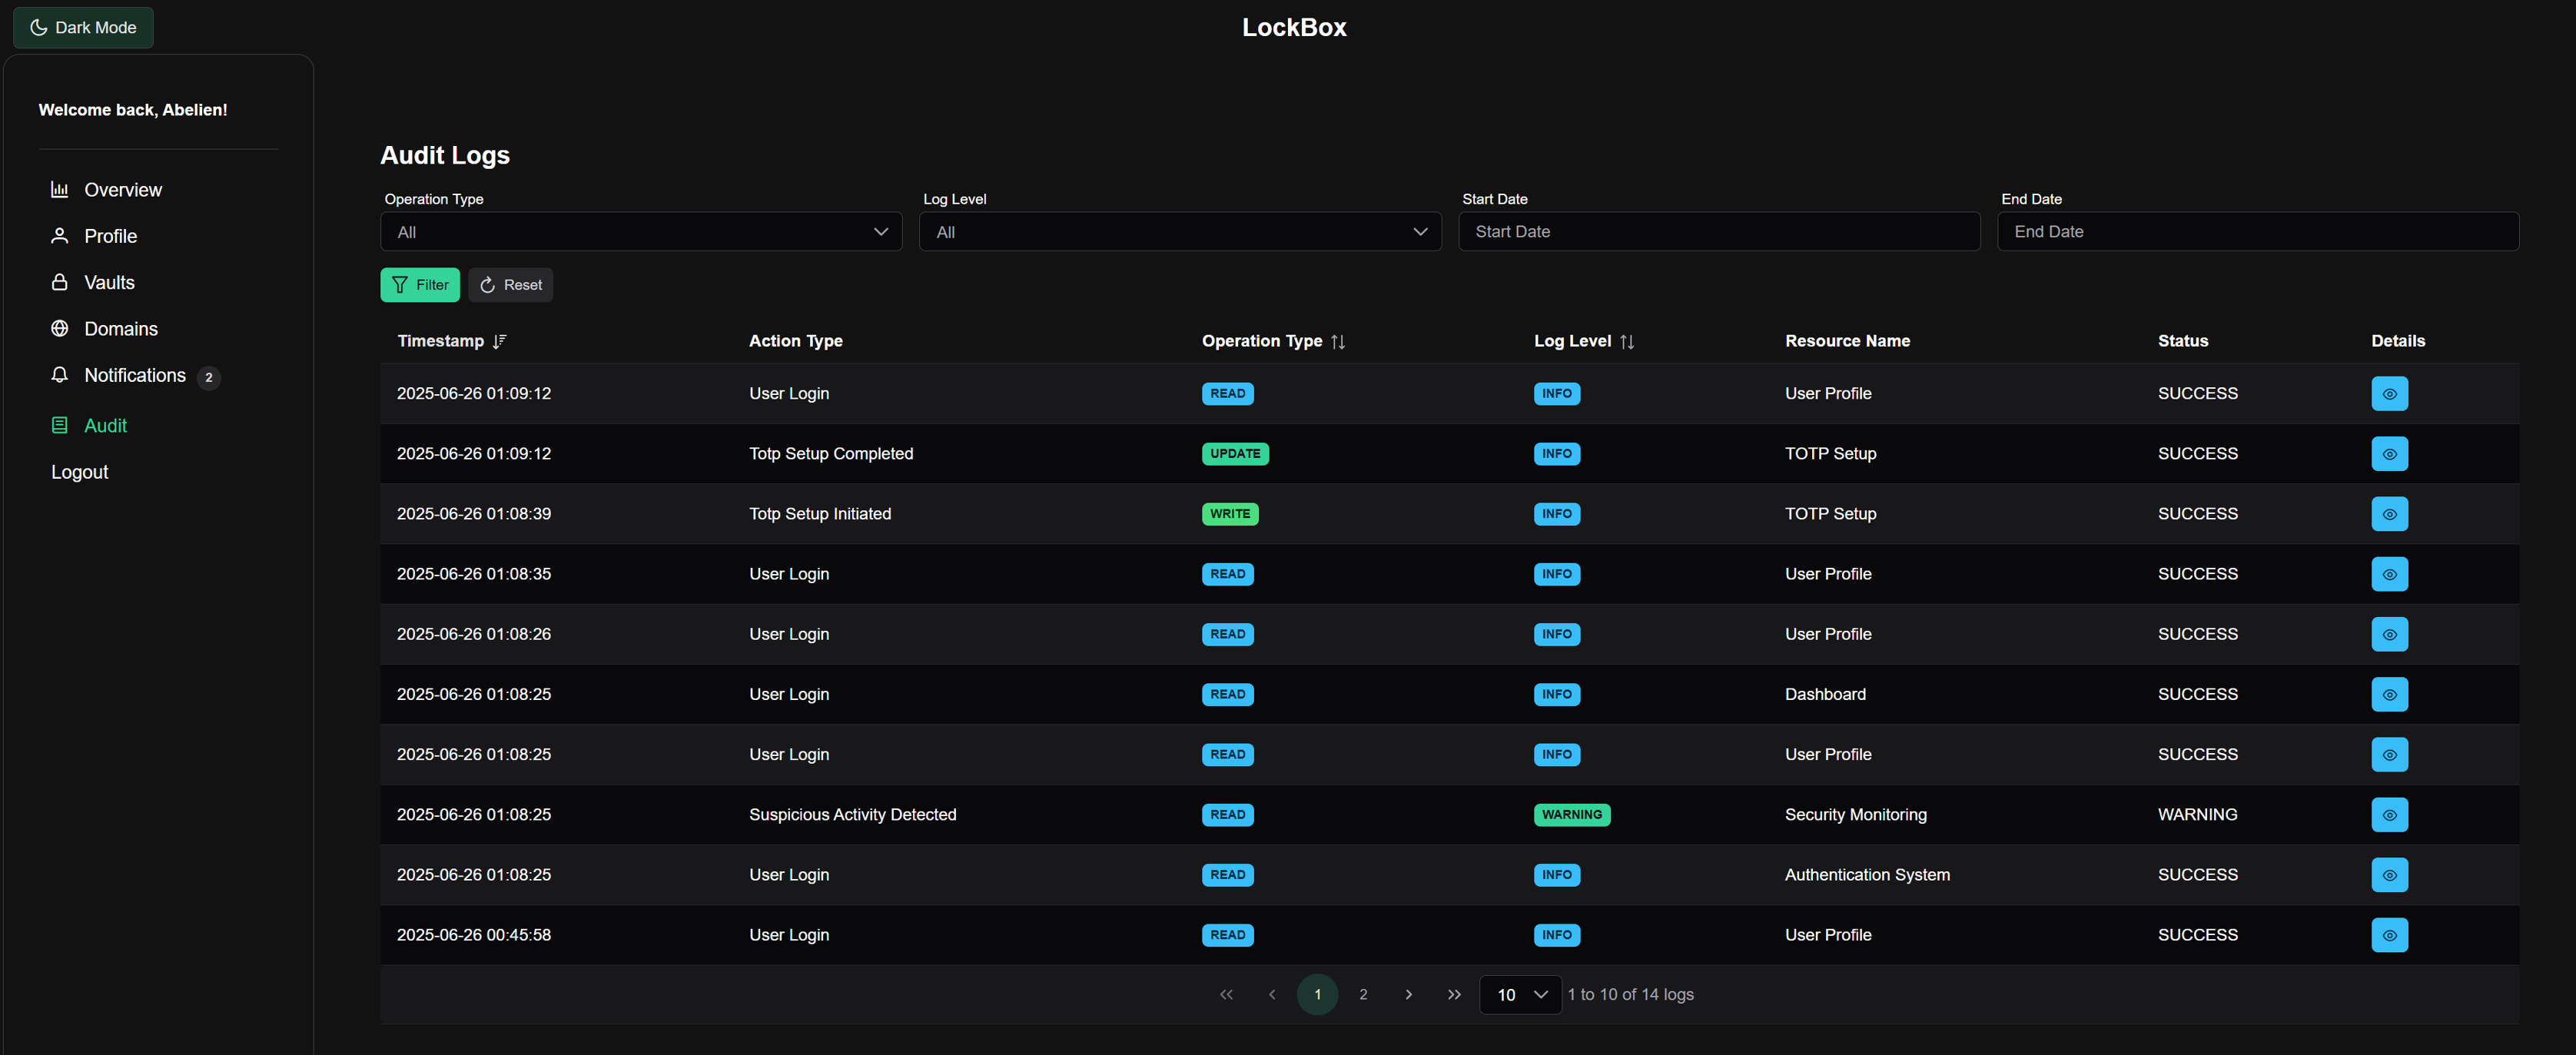 Dark Mode
LockBox
Welcome back, Abelien!
Overview
Profile
Vaults
Domains
Notifications 2
Audit
Logout
Audit Logs
Operation Type Log Level Start Date End Date
All All Start Date End Date
Filter Reset
Timestamp Action Type Operation Type Log Level Resource Name Status Details
2025-06-26 01:09:12 User Login READ INFO User Profile SUCCESS
2025-06-26 01:09:12 Totp Setup Completed UPDATE INFO TOTP Setup SUCCESS
2025-06-26 01:08:39 Totp Setup Initiated WRITE INFO TOTP Setup SUCCESS
2025-06-26 01:08:35 User Login READ INFO User Profile SUCCESS
2025-06-26 01:08:26 User Login READ INFO User Profile SUCCESS
2025-06-26 01:08:25 User Login READ INFO Dashboard SUCCESS
2025-06-26 01:08:25 User Login READ INFO User Profile SUCCESS
2025-06-26 01:08:25 Suspicious Activity Detected READ WARNING Security Monitoring WARNING
2025-06-26 01:08:25 User Login READ INFO Authentication System SUCCESS
2025-06-26 00:45:58 User Login READ INFO User Profile SUCCESS
1 2 10 1 to 10 of 14 logs